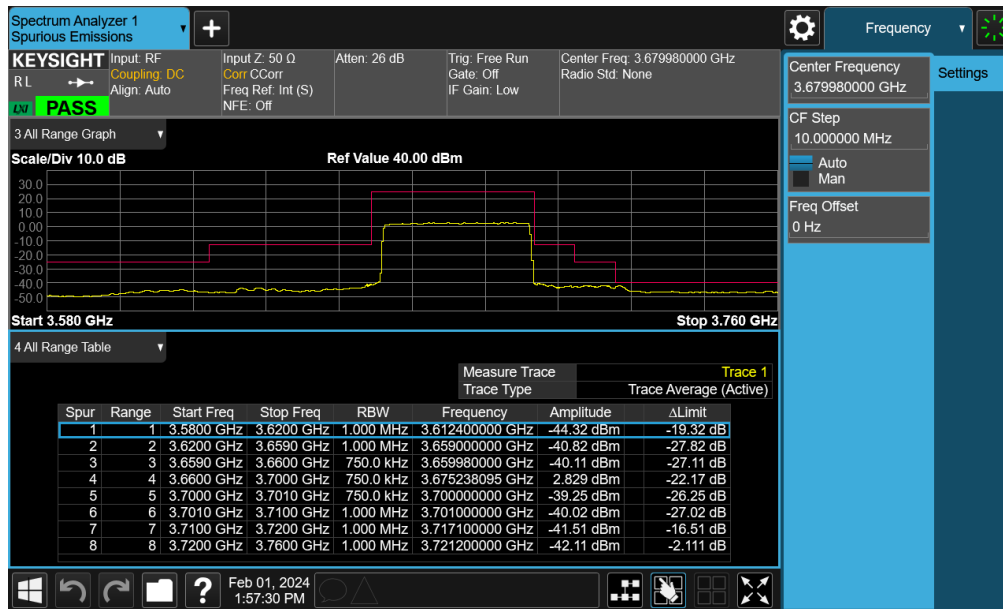 Spectrum Analyzer 1
Spurious Emissions
Frequency
KEYSIGHT
R L
LXI PASS
Input: RF
Coupling: DC
Align: Auto
Input Z: 50 Ω
Corr CCorr
Freq Ref: Int (S)
NFE: Off
Atten: 26 dB
Trig: Free Run
Gate: Off
IF Gain: Low
Center Freq: 3.679980000 GHz
Radio Std: None
Center Frequency
3.679980000 GHz
Settings
CF Step
10.000000 MHz
Auto
Man
Freq Offset
0 Hz
3 All Range Graph
Scale/Div 10.0 dB
Ref Value 40.00 dBm
30.0
20.0
10.0
0.00
-10.0
-20.0
-30.0
-40.0
-50.0
Start 3.580 GHz
Stop 3.760 GHz
4 All Range Table
Measure Trace Trace 1
Trace Type Trace Average (Active)
Spur Range Start Freq Stop Freq RBW Frequency Amplitude ΔLimit
1 1 3.5800 GHz 3.6200 GHz 1.000 MHz 3.612400000 GHz -44.32 dBm -19.32 dB
2 2 3.6200 GHz 3.6590 GHz 1.000 MHz 3.659000000 GHz -40.82 dBm -27.82 dB
3 3 3.6590 GHz 3.6600 GHz 750.0 kHz 3.659980000 GHz -40.11 dBm -27.11 dB
4 4 3.6600 GHz 3.7000 GHz 750.0 kHz 3.675238095 GHz 2.829 dBm -22.17 dB
5 5 3.7000 GHz 3.7010 GHz 750.0 kHz 3.700000000 GHz -39.25 dBm -26.25 dB
6 6 3.7010 GHz 3.7100 GHz 1.000 MHz 3.701000000 GHz -40.02 dBm -27.02 dB
7 7 3.7100 GHz 3.7200 GHz 1.000 MHz 3.717100000 GHz -41.51 dBm -16.51 dB
8 8 3.7200 GHz 3.7600 GHz 1.000 MHz 3.721200000 GHz -42.11 dBm -2.111 dB
Feb 01, 2024
1:57:30 PM